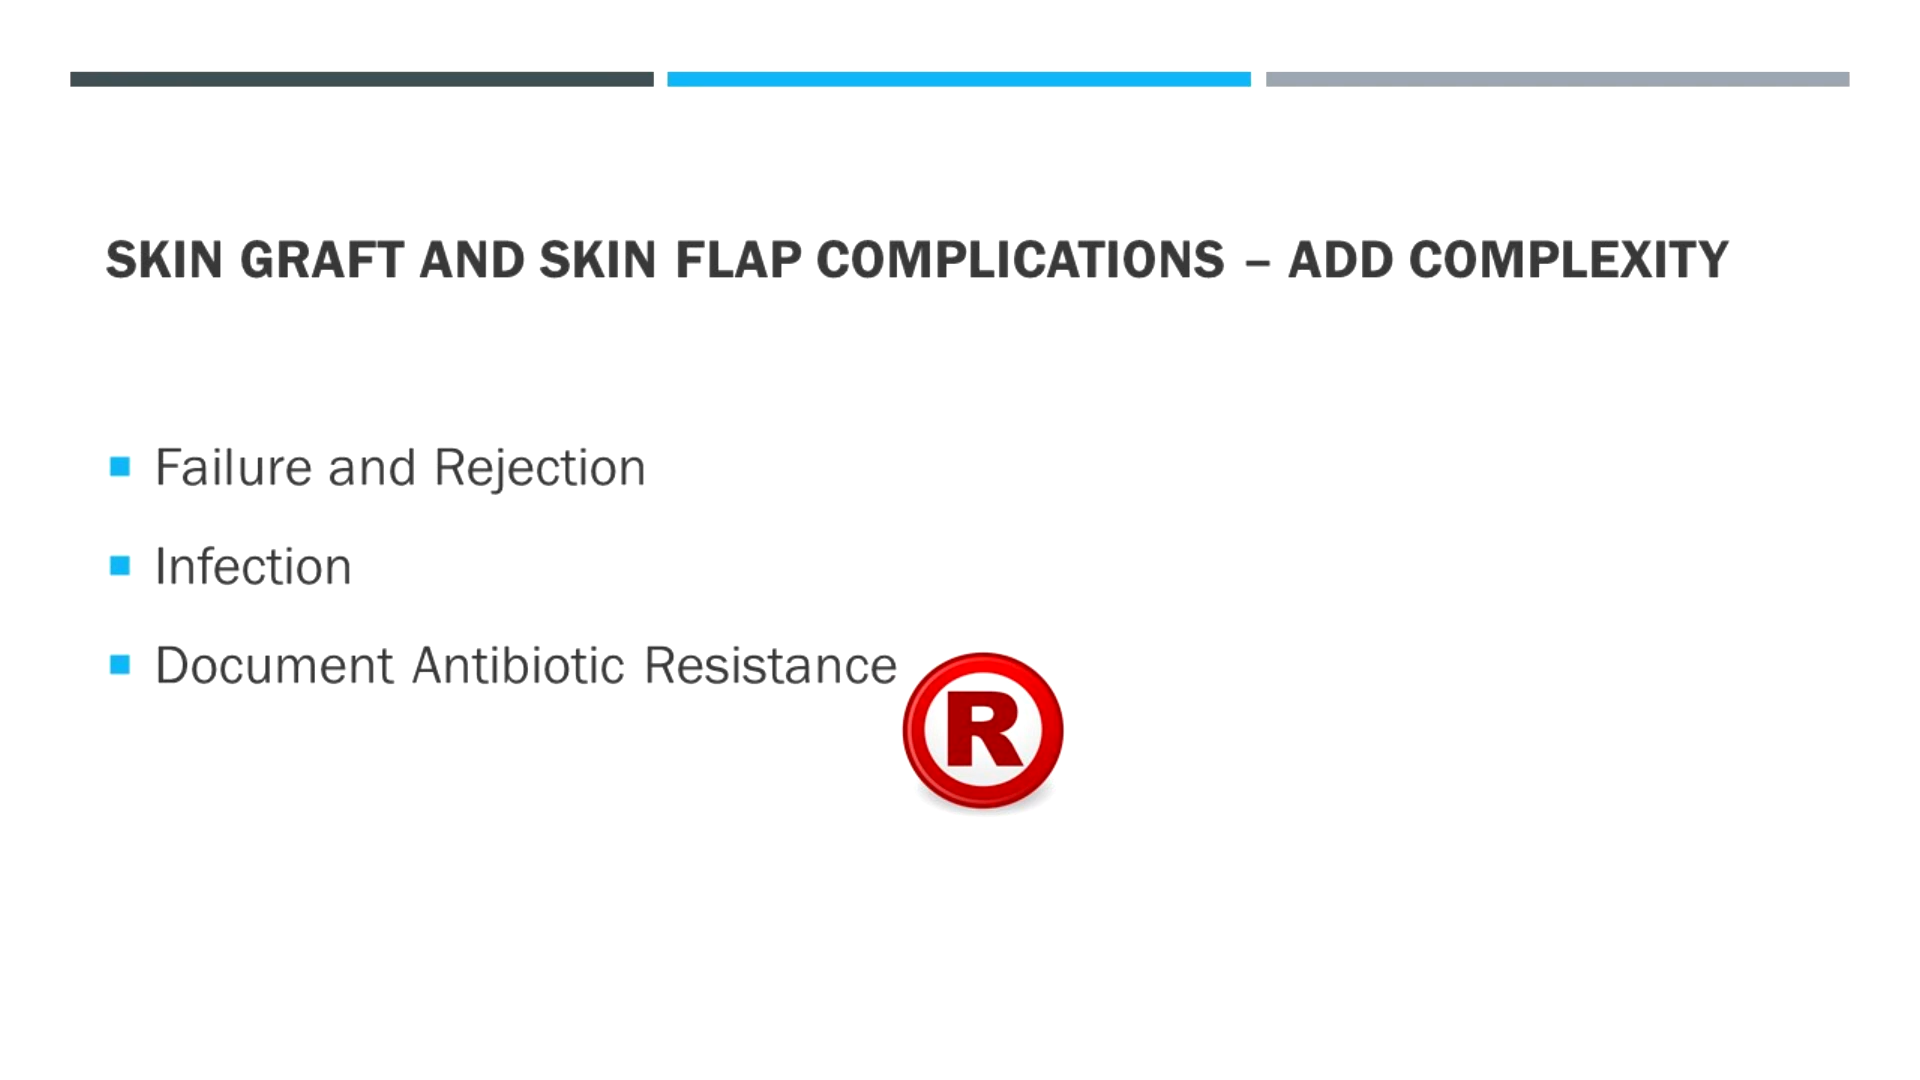 SKIN GRAFT AND SKIN FLAP COMPLICATIONS – ADD COMPLEXITY
Failure and Rejection
Infection
Document Antibiotic Resistance
R